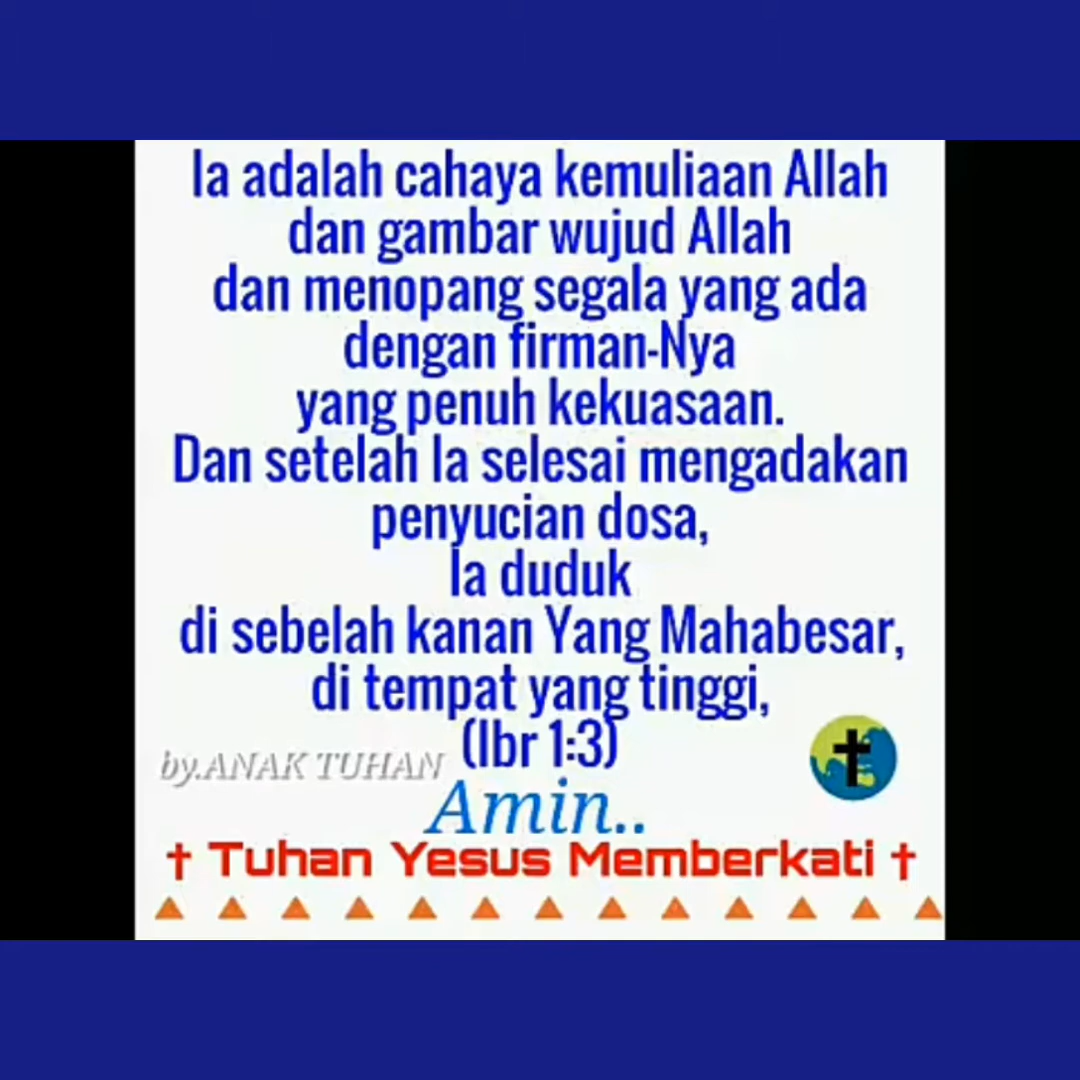 Ia adalah cahaya kemuliaan Allah
dan gambar wujud Allah
dan menopang segala yang ada
dengan firman-Nya
yang penuh kekuasaan.
Dan setelah Ia selesai mengadakan
penyucian dosa,
Ia duduk
di sebelah kanan Yang Mahabesar,
di tempat yang tinggi,
(Ibr 1:3)
by.ANAK TUHAN
Amin..
† Tuhan Yesus Memberkati †